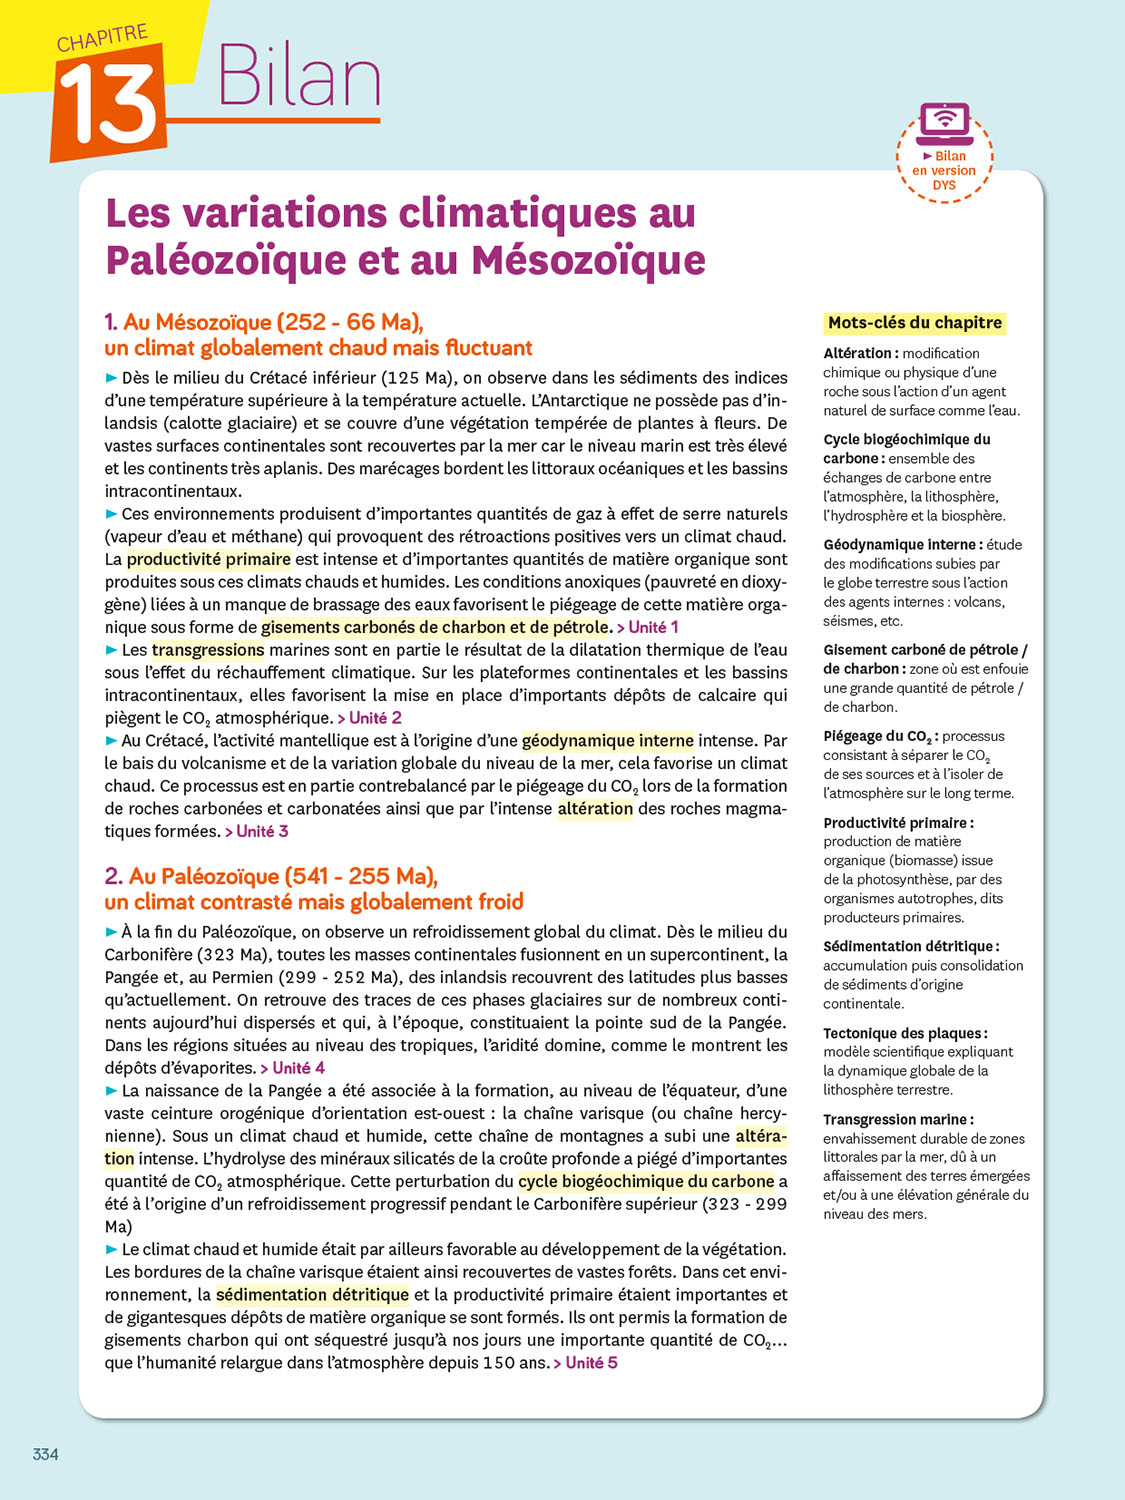 CHAPITRE
13
Bilan
► Bilan
en version
DYS
Les variations climatiques au
Paléozoïque et au Mésozoïque
1. Au Mésozoïque (252 - 66 Ma),
un climat globalement chaud mais fluctuant
► Dès le milieu du Crétacé inférieur (125 Ma), on observe dans les sédiments des indices
d’une température supérieure à la température actuelle. L’Antarctique ne possède pas d’in-
landsis (calotte glaciaire) et se couvre d’une végétation tempérée de plantes à fleurs. De
vastes surfaces continentales sont recouvertes par la mer car le niveau marin est très élevé
et les continents très aplanis. Des marécages bordent les littoraux océaniques et les bassins
intracontinentaux.
► Ces environnements produisent d’importantes quantités de gaz à effet de serre naturels
(vapeur d’eau et méthane) qui provoquent des rétroactions positives vers un climat chaud.
La productivité primaire est intense et d’importantes quantités de matière organique sont
produites sous ces climats chauds et humides. Les conditions anoxiques (pauvreté en dioxy-
gène) liées à un manque de brassage des eaux favorisent le piégeage de cette matière orga-
nique sous forme de gisements carbonés de charbon et de pétrole. > Unité 1
► Les transgressions marines sont en partie le résultat de la dilatation thermique de l’eau
sous l’effet du réchauffement climatique. Sur les plateformes continentales et les bassins
intracontinentaux, elles favorisent la mise en place d’importants dépôts de calcaire qui
piègent le CO₂ atmosphérique. > Unité 2
► Au Crétacé, l’activité mantellique est à l’origine d’une géodynamique interne intense. Par
le bais du volcanisme et de la variation globale du niveau de la mer, cela favorise un climat
chaud. Ce processus est en partie contrebalancé par le piégeage du CO₂ lors de la formation
de roches carbonées et carbonatées ainsi que par l’intense altération des roches magma-
tiques formées. > Unité 3
2. Au Paléozoïque (541 - 255 Ma),
un climat contrasté mais globalement froid
► À la fin du Paléozoïque, on observe un refroidissement global du climat. Dès le milieu du
Carbonifère (323 Ma), toutes les masses continentales fusionnent en un supercontinent, la
Pangée et, au Permien (299 - 252 Ma), des inlandsis recouvrent des latitudes plus basses
qu’actuellement. On retrouve des traces de ces phases glaciaires sur de nombreux conti-
nents aujourd’hui dispersés et qui, à l’époque, constituaient la pointe sud de la Pangée.
Dans les régions situées au niveau des tropiques, l’aridité domine, comme le montrent les
dépôts d’évaporites. > Unité 4
► La naissance de la Pangée a été associée à la formation, au niveau de l’équateur, d’une
vaste ceinture orogénique d’orientation est-ouest : la chaîne varisque (ou chaîne hercy-
nienne). Sous un climat chaud et humide, cette chaîne de montagnes a subi une altéra-
tion intense. L’hydrolyse des minéraux silicatés de la croûte profonde a piégé d’importantes
quantité de CO₂ atmosphérique. Cette perturbation du cycle biogéochimique du carbone a
été à l’origine d’un refroidissement progressif pendant le Carbonifère supérieur (323 - 299
Ma)
► Le climat chaud et humide était par ailleurs favorable au développement de la végétation.
Les bordures de la chaîne varisque étaient ainsi recouvertes de vastes forêts. Dans cet envi-
ronnement, la sédimentation détritique et la productivité primaire étaient importantes et
de gigantesques dépôts de matière organique se sont formés. Ils ont permis la formation de
gisements charbon qui ont séquestré jusqu’à nos jours une importante quantité de CO₂...
que l’humanité relargue dans l’atmosphère depuis 150 ans. > Unité 5
Mots-clés du chapitre
Altération : modification
chimique ou physique d’une
roche sous l’action d’un agent
naturel de surface comme l’eau.
Cycle biogéochimique du
carbone : ensemble des
échanges de carbone entre
l’atmosphère, la lithosphère,
l’hydrosphère et la biosphère.
Géodynamique interne : étude
des modifications subies par
le globe terrestre sous l’action
des agents internes : volcans,
séismes, etc.
Gisement carboné de pétrole /
de charbon : zone où est enfouie
une grande quantité de pétrole /
de charbon.
Piégeage du CO₂ : processus
consistant à séparer le CO₂
de ses sources et à l’isoler de
l’atmosphère sur le long terme.
Productivité primaire :
production de matière
organique (biomasse) issue
de la photosynthèse, par des
organismes autotrophes, dits
producteurs primaires.
Sédimentation détritique :
accumulation puis consolidation
de sédiments d’origine
continentale.
Tectonique des plaques :
modèle scientifique expliquant
la dynamique globale de la
lithosphère terrestre.
Transgression marine :
envahissement durable de zones
littorales par la mer, dû à un
affaissement des terres émergées
et/ou à une élévation générale du
niveau des mers.
334